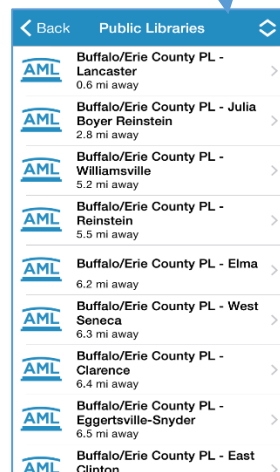 Back Public Libraries
AML
Buffalo/Erie County PL -
Lancaster
0.6 mi away
AML
Buffalo/Erie County PL - Julia
Boyer Reinstein
2.8 mi away
AML
Buffalo/Erie County PL -
Williamsville
5.2 mi away
AML
Buffalo/Erie County PL -
Reinstein
5.5 mi away
AML
Buffalo/Erie County PL - Elma
6.2 mi away
AML
Buffalo/Erie County PL - West
Seneca
6.3 mi away
AML
Buffalo/Erie County PL -
Clarence
6.4 mi away
AML
Buffalo/Erie County PL -
Eggertsville-Snyder
6.5 mi away
AML
Buffalo/Erie County PL - East
Clinton